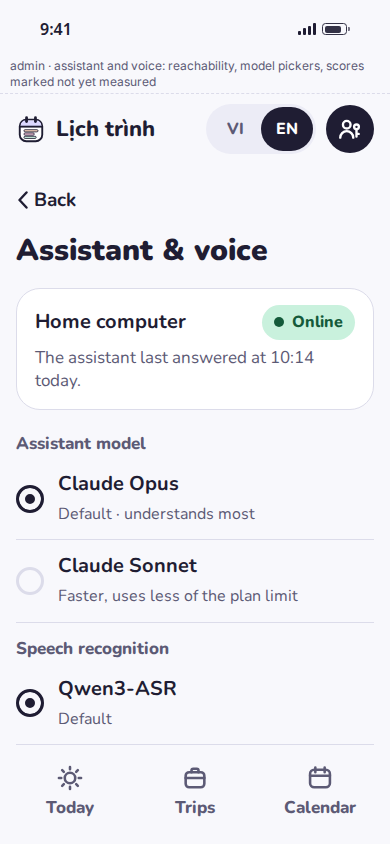 9:41
admin · assistant and voice: reachability, model pickers, scores
marked not yet measured
Lịch trình
VI
EN
Back
Assistant & voice
Home computer
Online
The assistant last answered at 10:14
today.
Assistant model
Claude Opus
Default · understands most
Claude Sonnet
Faster, uses less of the plan limit
Speech recognition
Qwen3-ASR
Default
Today
Trips
Calendar